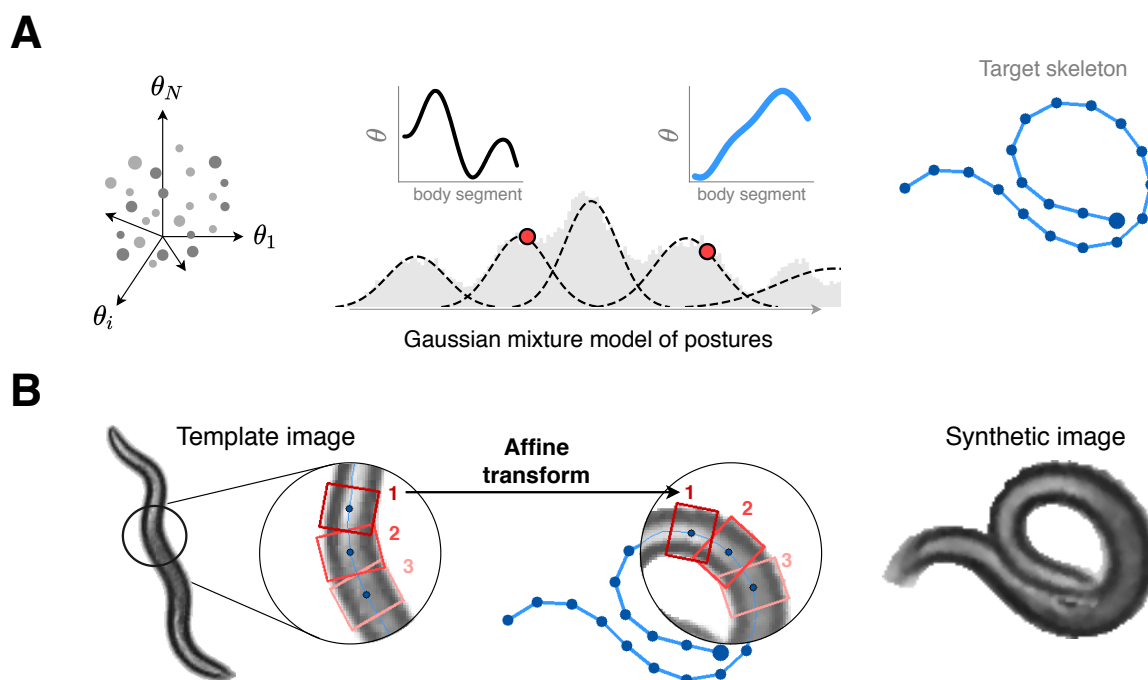 A
θ_N
θ_1
θ_i
θ
body segment
θ
body segment
Target skeleton
Gaussian mixture model of postures
B
Template image
Affine
transform
Synthetic image
1
2
3
1
2
3